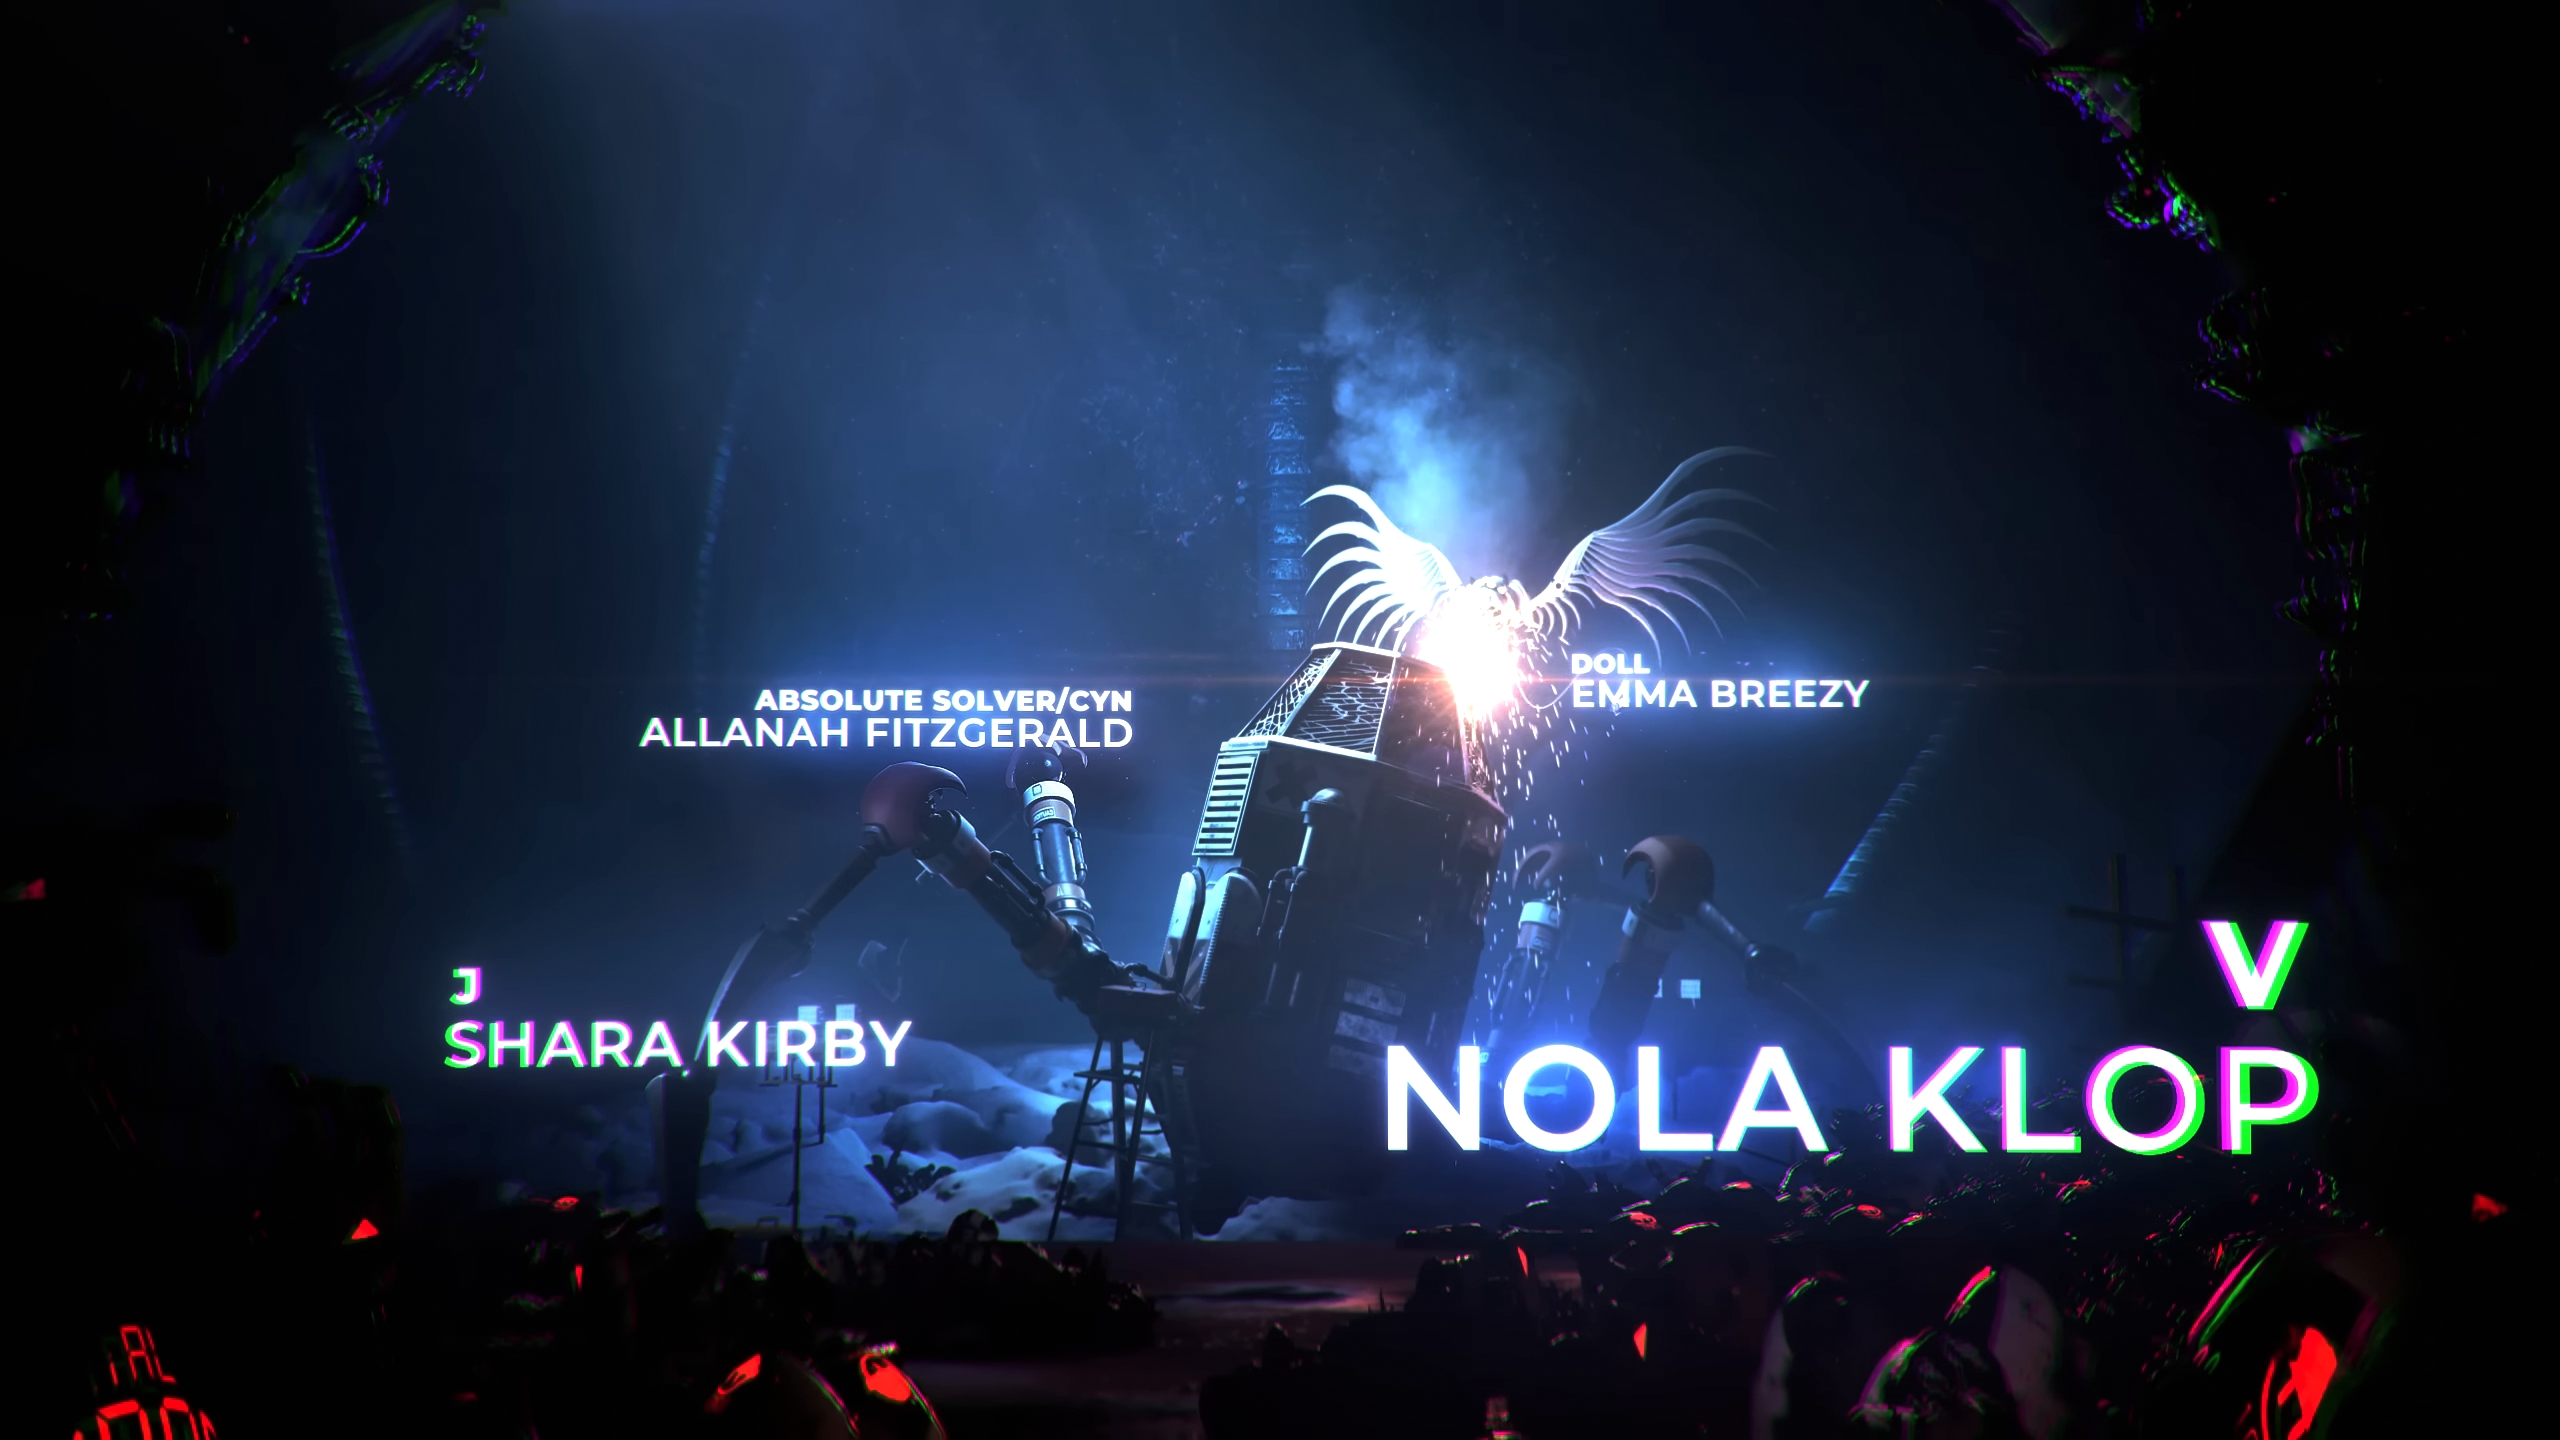 ABSOLUTE SOLVER/CYN
ALLANAH FITZGERALD
DOLL
EMMA BREEZY
J
SHARA KIRBY
V
NOLA KLOP